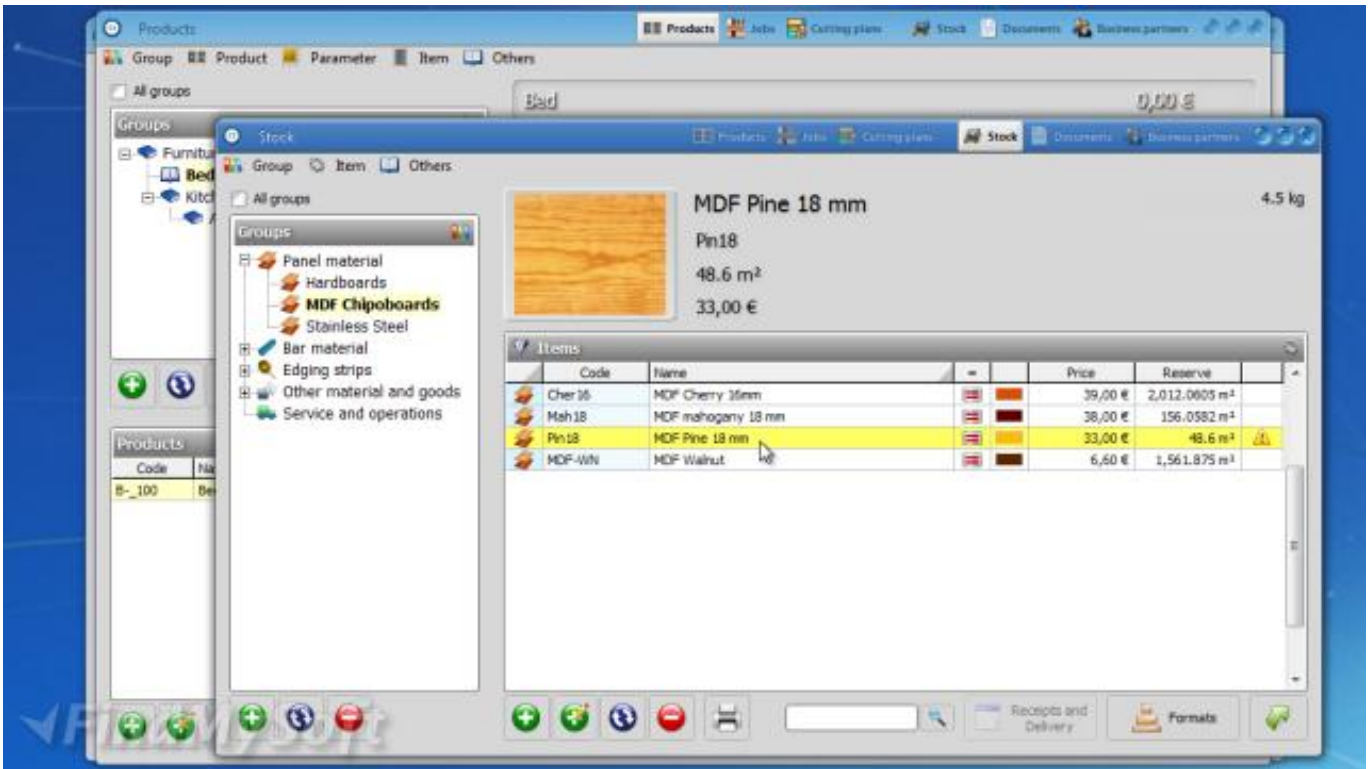 Products
Products Jobs Cutting plans Stock Documents Business partners
Group Product Parameter Item Others
All groups
Bad 0,00 €
Groups
Furnitu
Bed
Kitch
A
Products
Code Na
B-_100 Be
Stock
Products Jobs Cutting plans Stock Documents Business partners
Group Item Others
All groups
MDF Pine 18 mm 4.5 kg
Pin18
48.6 m²
33,00 €
Groups
Panel material
Hardboards
MDF Chipoboards
Stainless Steel
Bar material
Edging strips
Other material and goods
Service and operations
Items
Code Name = Price Reserve
Cher16 MDF Cherry 16mm 39,00 € 2,012.0605 m²
Mah18 MDF mahogany 18 mm 38,00 € 156.0582 m²
Pin18 MDF Pine 18 mm 33,00 € 48.6 m²
MDF-WN MDF Walnut 6,60 € 1,561.875 m²
Receipts and
Delivery
Formats
FindMySoft